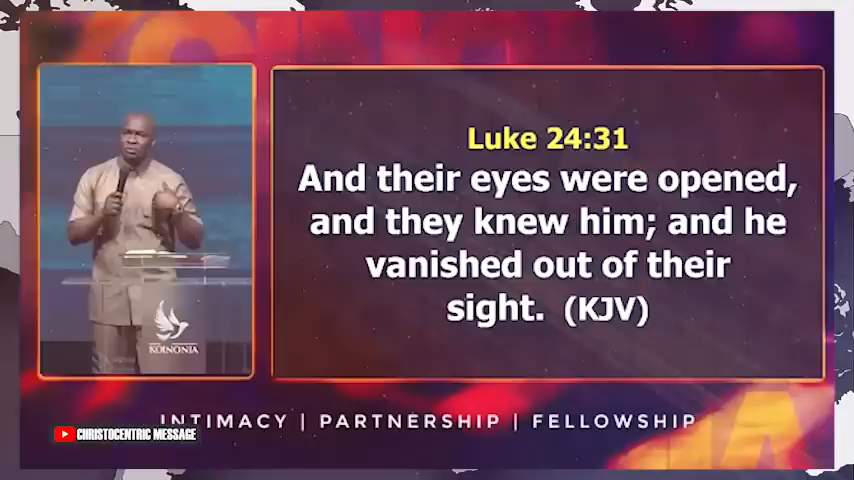 Luke 24:31
And their eyes were opened,
and they knew him; and he
vanished out of their
sight. (KJV)
KOINONIA
INTIMACY | PARTNERSHIP | FELLOWSHIP
CHRISTOCENTRIC MESSAGE